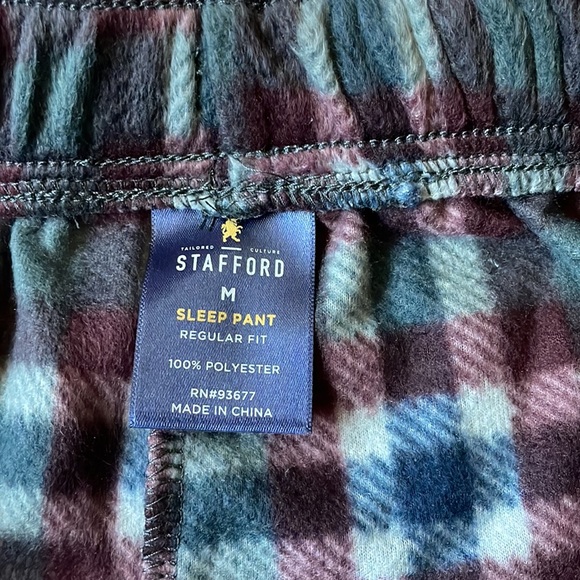 TAILORED CULTURE
STAFFORD
M
SLEEP PANT
REGULAR FIT
100% POLYESTER
RN#93677
MADE IN CHINA